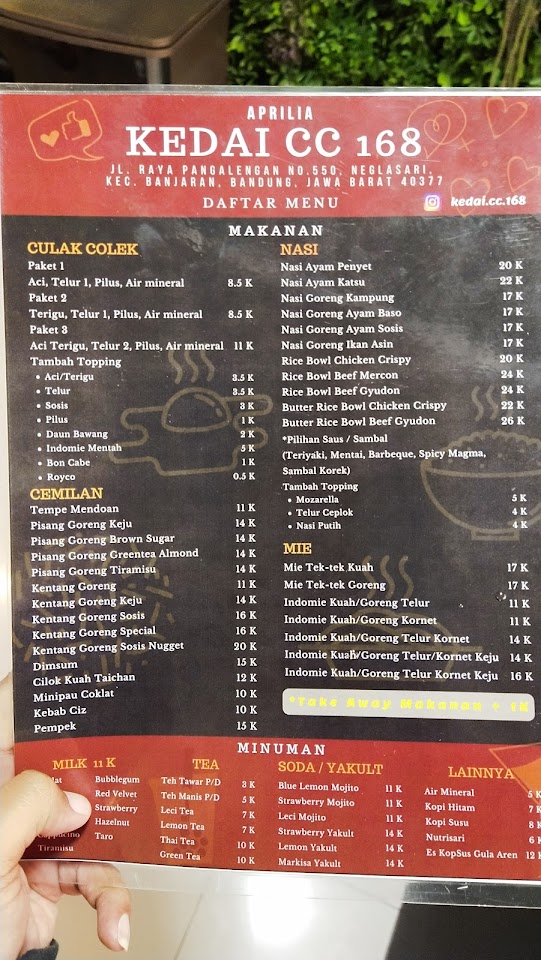 APRILIA
KEDAI CC 168
JL. RAYA PANGALENGAN NO.550, NEGLASARI,
KEC. BANJARAN, BANDUNG, JAWA BARAT 40377
DAFTAR MENU
kedai.cc.168
MAKANAN
CULAK COLEK
Paket 1
Aci, Telur 1, Pilus, Air mineral 8.5 K
Paket 2
Terigu, Telur 1, Pilus, Air mineral 8.5 K
Paket 3
Aci Terigu, Telur 2, Pilus, Air mineral 11 K
Tambah Topping
Aci/Terigu 3.5 K
Telur 3.5 K
Sosis 3 K
Pilus 1 K
Daun Bawang 2 K
Indomie Mentah 5 K
Bon Cabe 1 K
Royco 0.5 K
CEMILAN
Tempe Mendoan 11 K
Pisang Goreng Keju 14 K
Pisang Goreng Brown Sugar 14 K
Pisang Goreng Greentea Almond 14 K
Pisang Goreng Tiramisu 14 K
Kentang Goreng 11 K
Kentang Goreng Keju 14 K
Kentang Goreng Sosis 16 K
Kentang Goreng Special 16 K
Kentang Goreng Sosis Nugget 20 K
Dimsum 15 K
Cilok Kuah Taichan 12 K
Minipau Coklat 10 K
Kebab Ciz 10 K
Pempek 15 K
NASI
Nasi Ayam Penyet 20 K
Nasi Ayam Katsu 22 K
Nasi Goreng Kampung 17 K
Nasi Goreng Ayam Baso 17 K
Nasi Goreng Ayam Sosis 17 K
Nasi Goreng Ikan Asin 17 K
Rice Bowl Chicken Crispy 20 K
Rice Bowl Beef Mercon 24 K
Rice Bowl Beef Gyudon 24 K
Butter Rice Bowl Chicken Crispy 22 K
Butter Rice Bowl Beef Gyudon 26 K
*Pilihan Saus / Sambal
(Teriyaki, Mentai, Barbeque, Spicy Magma,
Sambal Korek)
Tambah Topping
Mozarella 5 K
Telur Ceplok 4 K
Nasi Putih 4 K
MIE
Mie Tek-tek Kuah 17 K
Mie Tek-tek Goreng 17 K
Indomie Kuah/Goreng Telur 11 K
Indomie Kuah/Goreng Kornet 11 K
Indomie Kuah/Goreng Telur Kornet 14 K
Indomie Kuah/Goreng Telur/Kornet Keju 14 K
Indomie Kuah/Goreng Telur Kornet Keju 16 K
*Take Away Makanan + 1K
MINUMAN
MILK 11 K
Cappucino
Tiramisu
Bubblegum
Red Velvet
Strawberry
Hazelnut
Taro
TEA
Teh Tawar P/D 3 K
Teh Manis P/D 5 K
Leci Tea 7 K
Lemon Tea 7 K
Thai Tea 10 K
Green Tea 10 K
SODA / YAKULT
Blue Lemon Mojito 11 K
Strawberry Mojito 11 K
Leci Mojito 11 K
Strawberry Yakult 14 K
Lemon Yakult 14 K
Markisa Yakult 14 K
LAINNYA
Air Mineral 5 K
Kopi Hitam 7 K
Kopi Susu 8 K
Nutrisari 6 K
Es KopSus Gula Aren 12 K